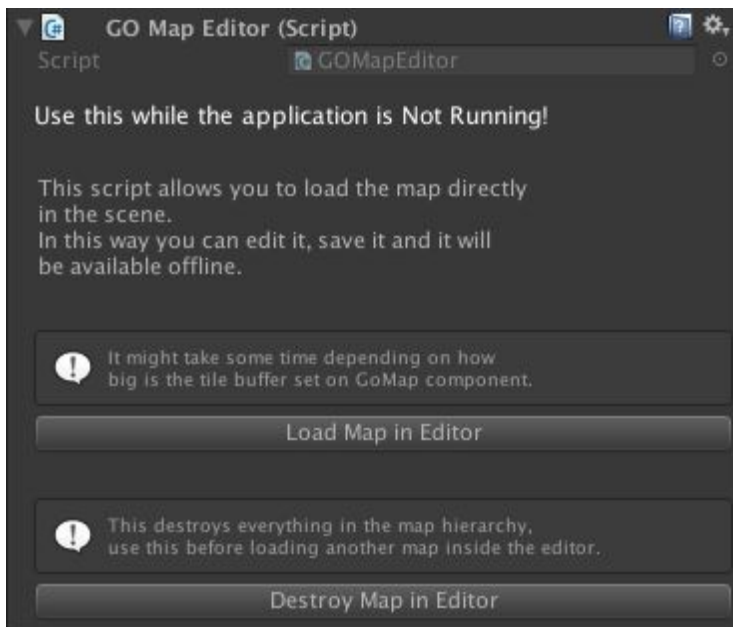 GO Map Editor (Script)
Script GOMapEditor
Use this while the application is Not Running!
This script allows you to load the map directly
in the scene.
In this way you can edit it, save it and it will
be available offline.
It might take some time depending on how
big is the tile buffer set on GoMap component.
Load Map in Editor
This destroys everything in the map hierarchy,
use this before loading another map inside the editor.
Destroy Map in Editor